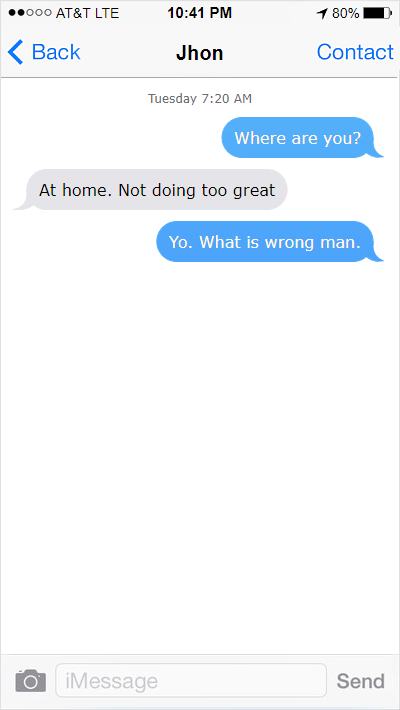 AT&T LTE 10:41 PM 80%
Back Jhon Contact
Tuesday 7:20 AM
Where are you?
At home. Not doing too great
Yo. What is wrong man.
iMessage Send